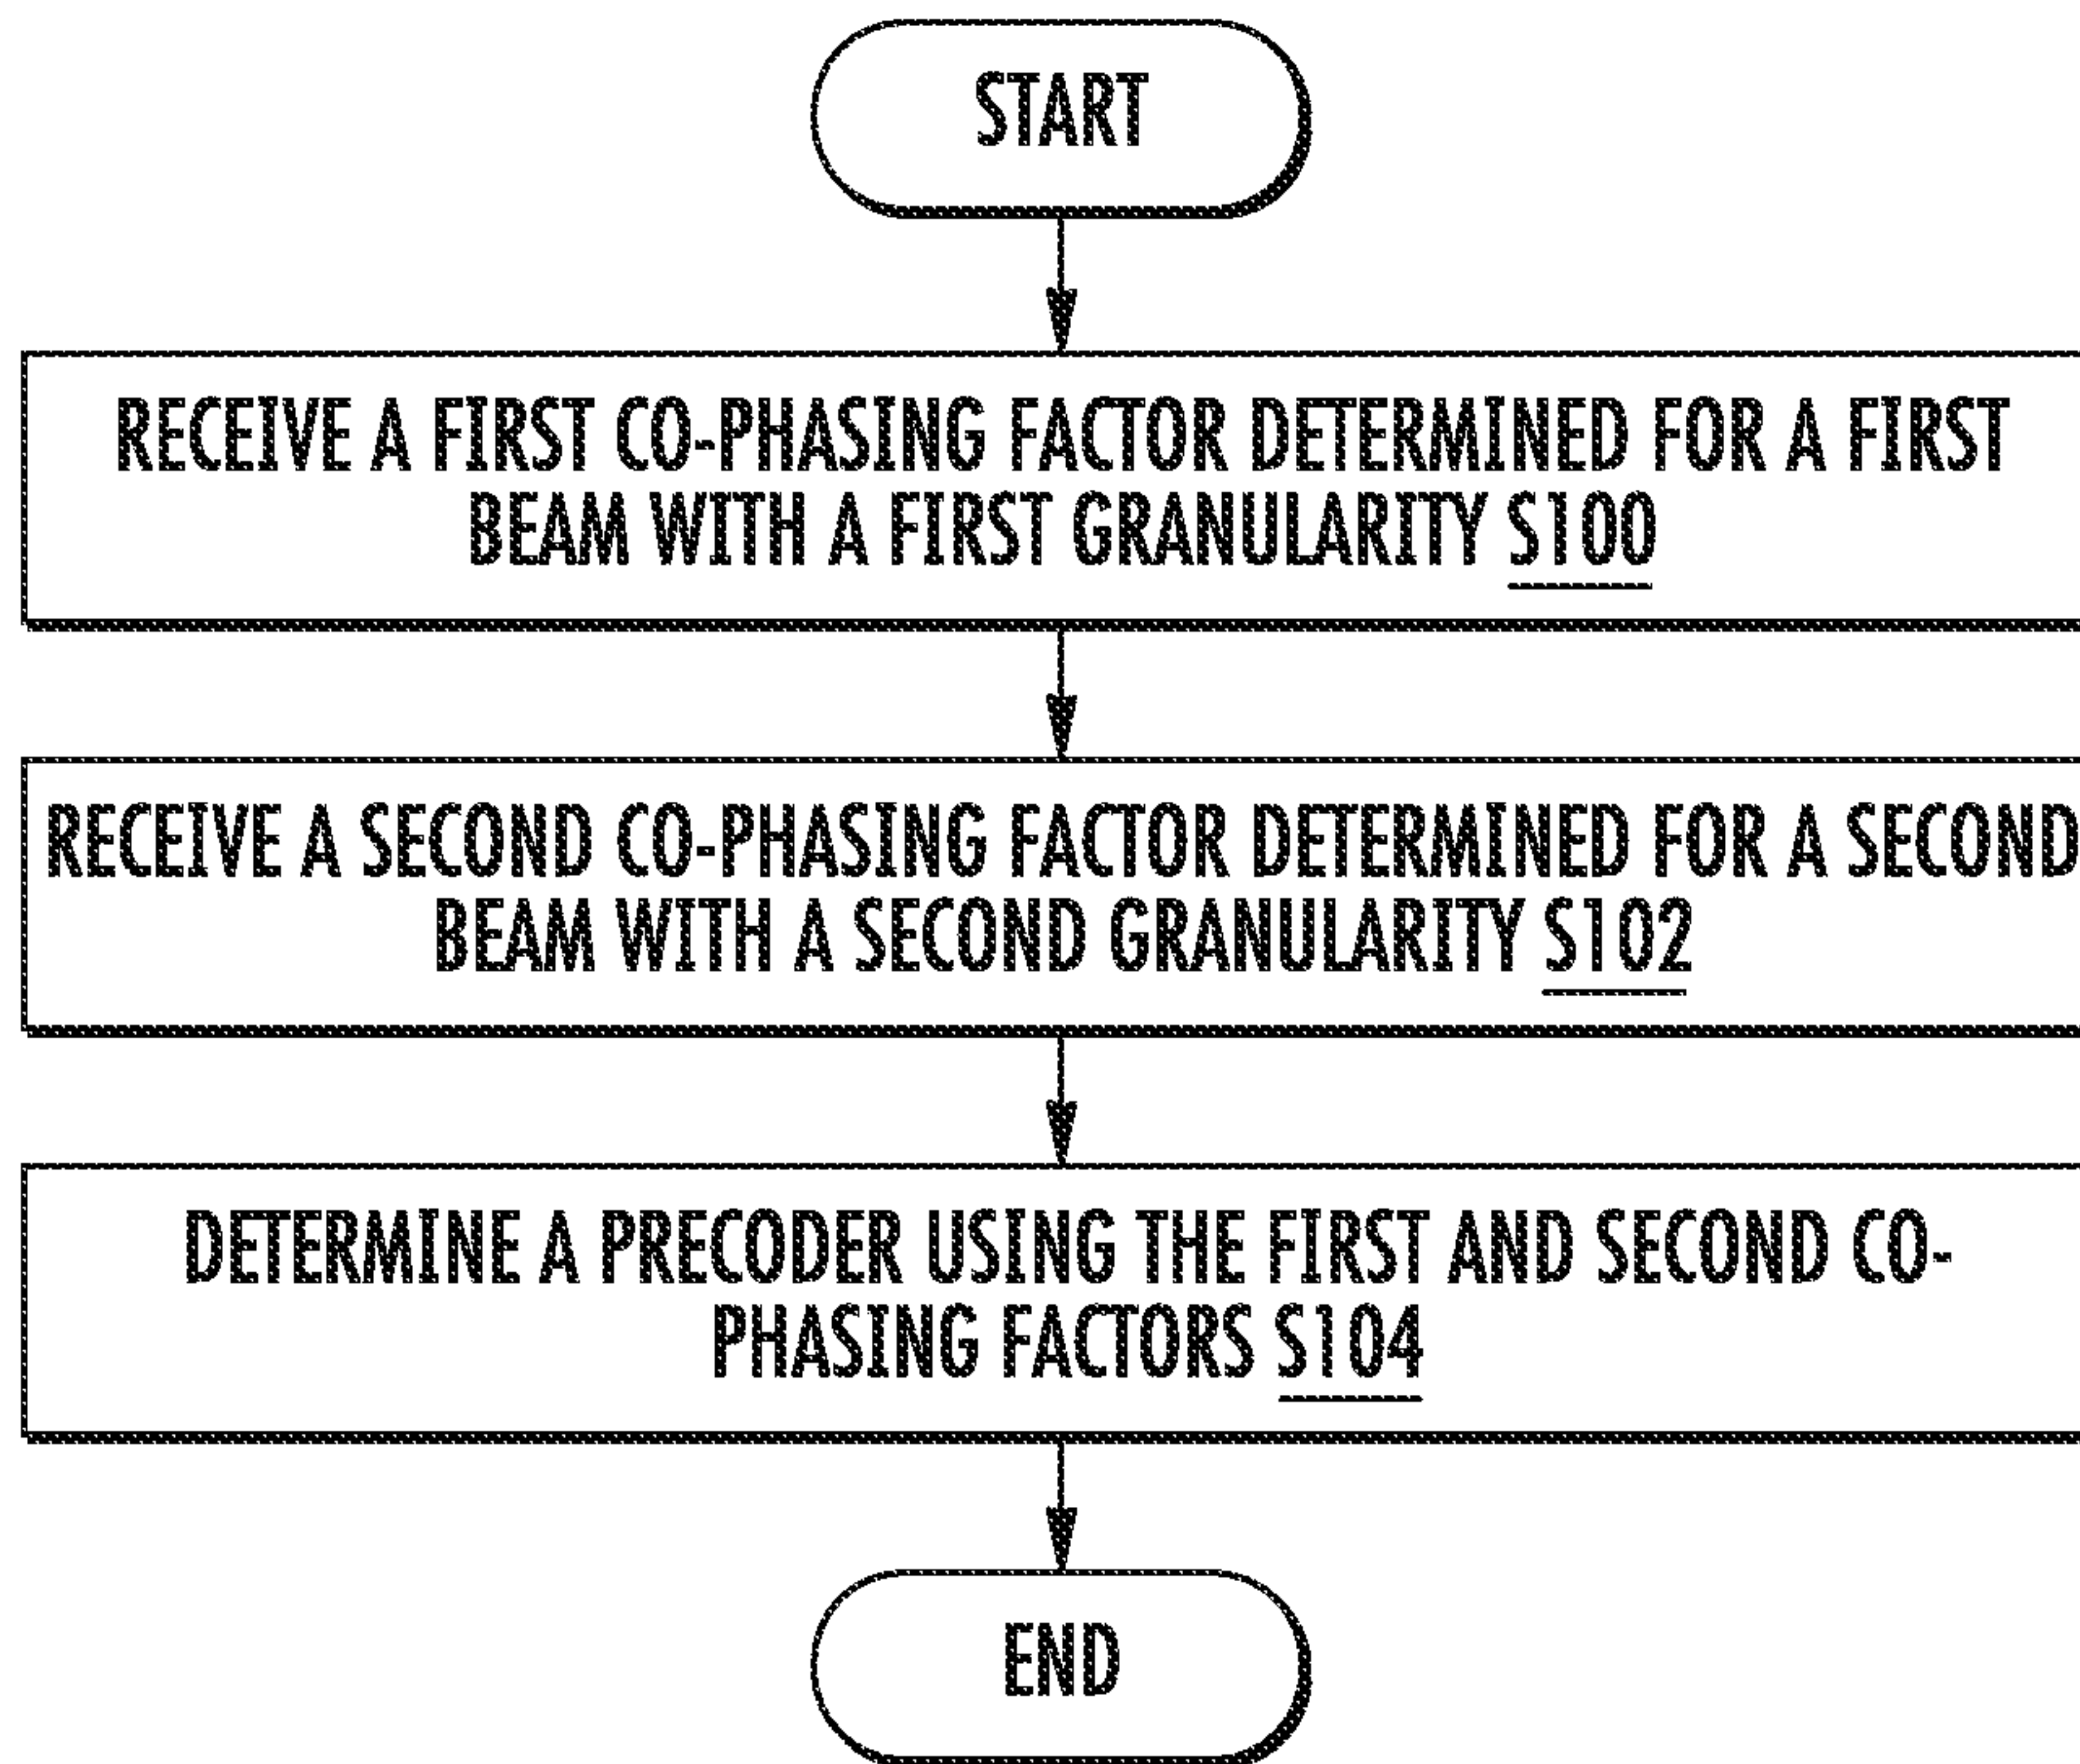 START
RECEIVE A FIRST CO-PHASING FACTOR DETERMINED FOR A FIRST
BEAM WITH A FIRST GRANULARITY S100
RECEIVE A SECOND CO-PHASING FACTOR DETERMINED FOR A SECOND
BEAM WITH A SECOND GRANULARITY S102
DETERMINE A PRECODER USING THE FIRST AND SECOND CO-
PHASING FACTORS S104
END